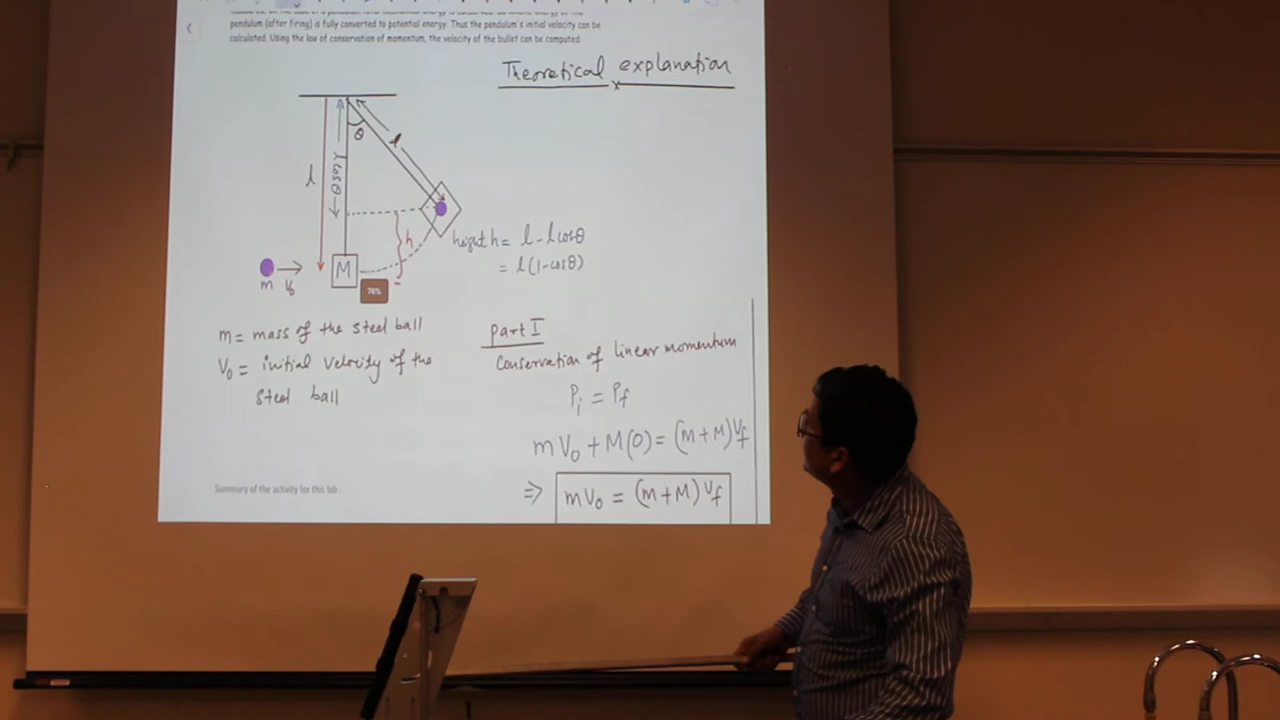 pendulum (after firing) is fully converted to potential energy. Thus the pendulum's initial velocity can be
calculated. Using the law of conservation of momentum, the velocity of the bullet can be computed.
Theoretical explanation
θ
l
l
lcosθ
h
height h = l - lcosθ
= l(1-cosθ)
M
m
V₀
76%
m = mass of the steel ball
V₀ = initial velocity of the
steel ball
part I
Conservation of linear momentum
Pi = Pf
mV₀ + M(0) = (m+M)Vf
⇒ mV₀ = (m+M)Vf
Summary of the activity for this lab :